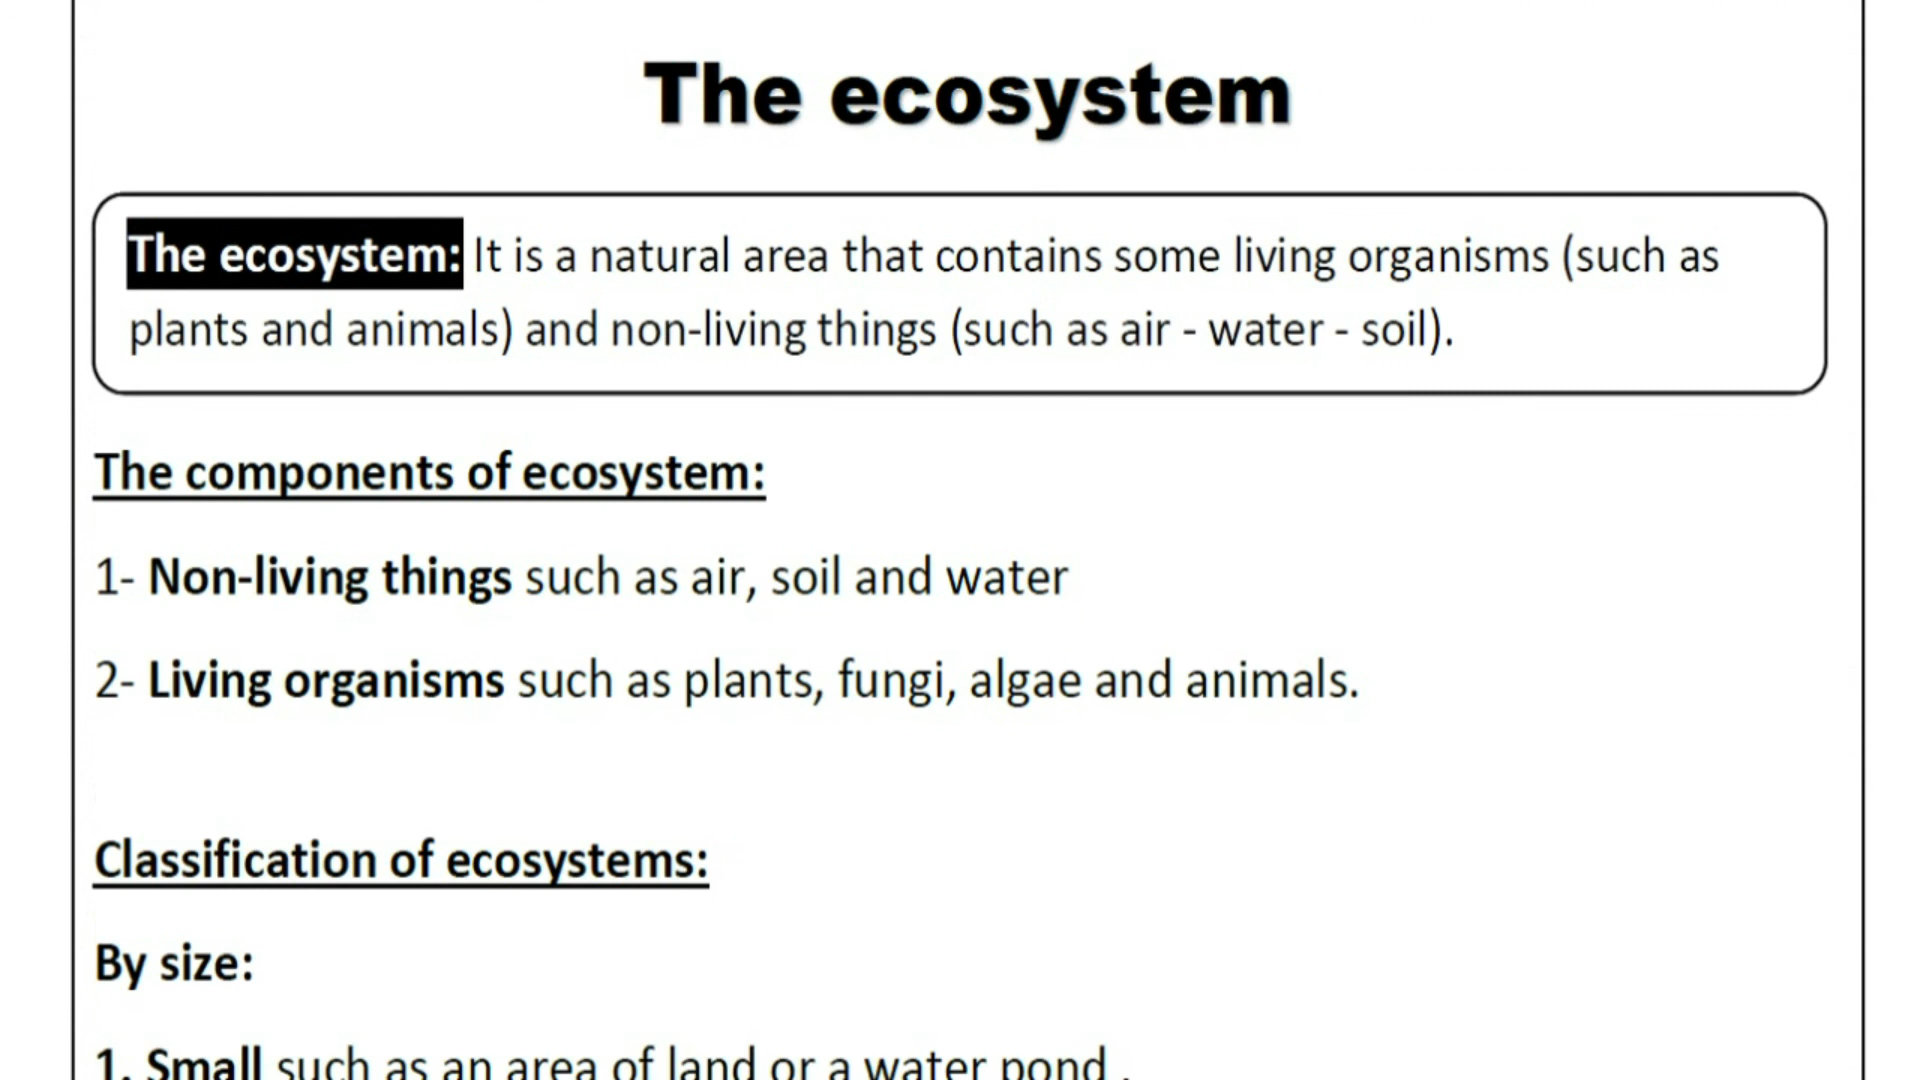 The ecosystem
The ecosystem: It is a natural area that contains some living organisms (such as
plants and animals) and non-living things (such as air - water - soil).
The components of ecosystem:
1- Non-living things such as air, soil and water
2- Living organisms such as plants, fungi, algae and animals.
Classification of ecosystems:
By size:
1. Small such as an area of land or a water pond .